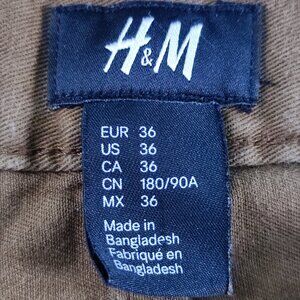 H&M
EUR 36
US 36
CA 36
CN 180/90A
MX 36
Made in
Bangladesh
Fabriqué en
Bangladesh